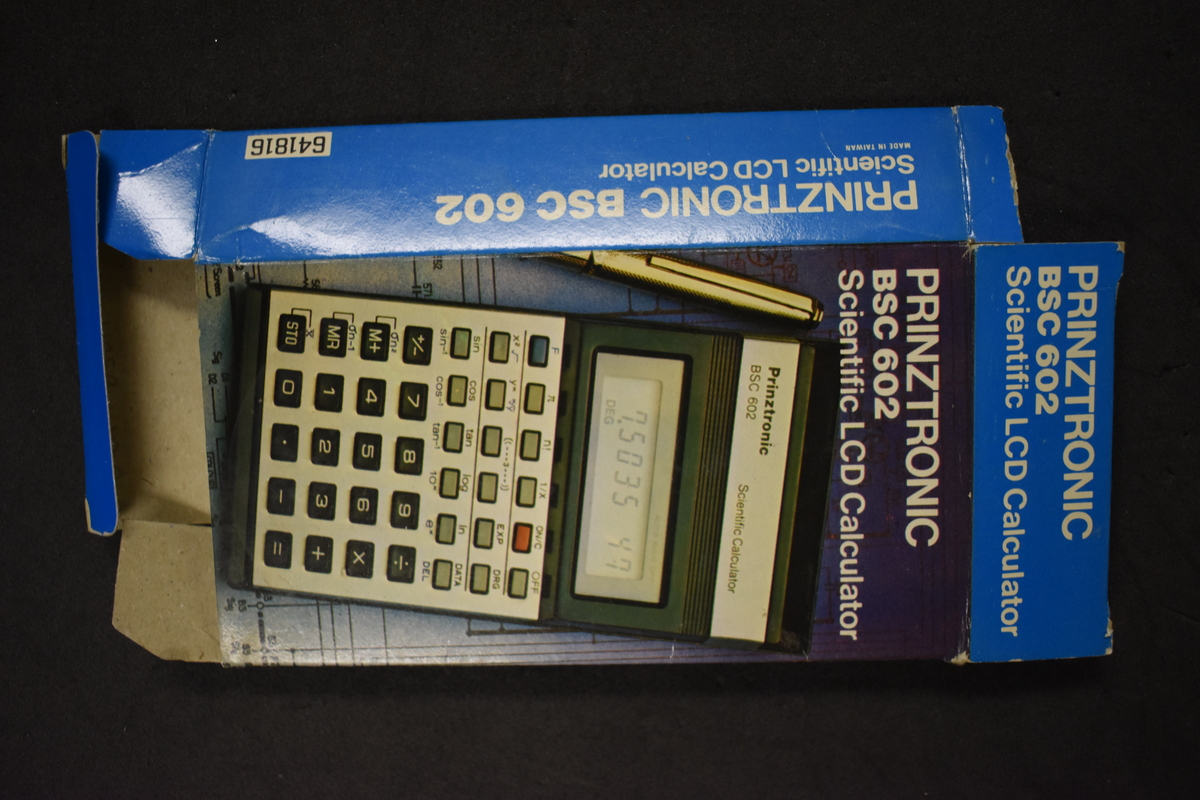 641816
PRINZTRONIC BSC 602
Scientific LCD Calculator
MADE IN TAIWAN
PRINZTRONIC
BSC 602
Scientific LCD Calculator
PRINZTRONIC
BSC 602
Scientific LCD Calculator
Prinztronic
BSC 602
Scientific Calculator
7.5035 47
DEG
F π n! 1/X ON/C OFF
EXP DRG
sin cos tan log ln DATA
sin⁻¹ cos⁻¹ tan⁻¹ 10ˣ eˣ DEL
+/− 7 8 9 ÷
M+ 4 5 6 ×
MR 1 2 3 +
STO 0 · − =